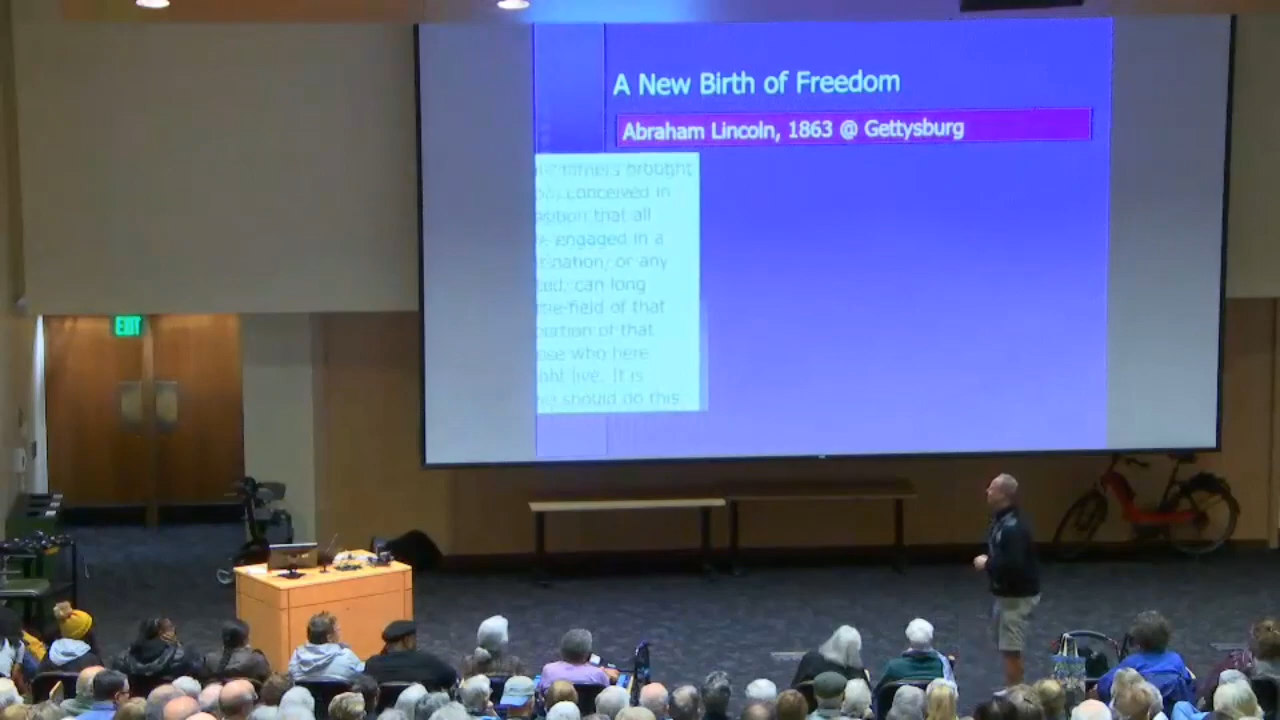 EXIT
A New Birth of Freedom
Abraham Lincoln, 1863 @ Gettysburg
fathers brought
conceived in
that all
engaged in a
nation, or any
can long
field of that
of that
who here
live. It is
should do this